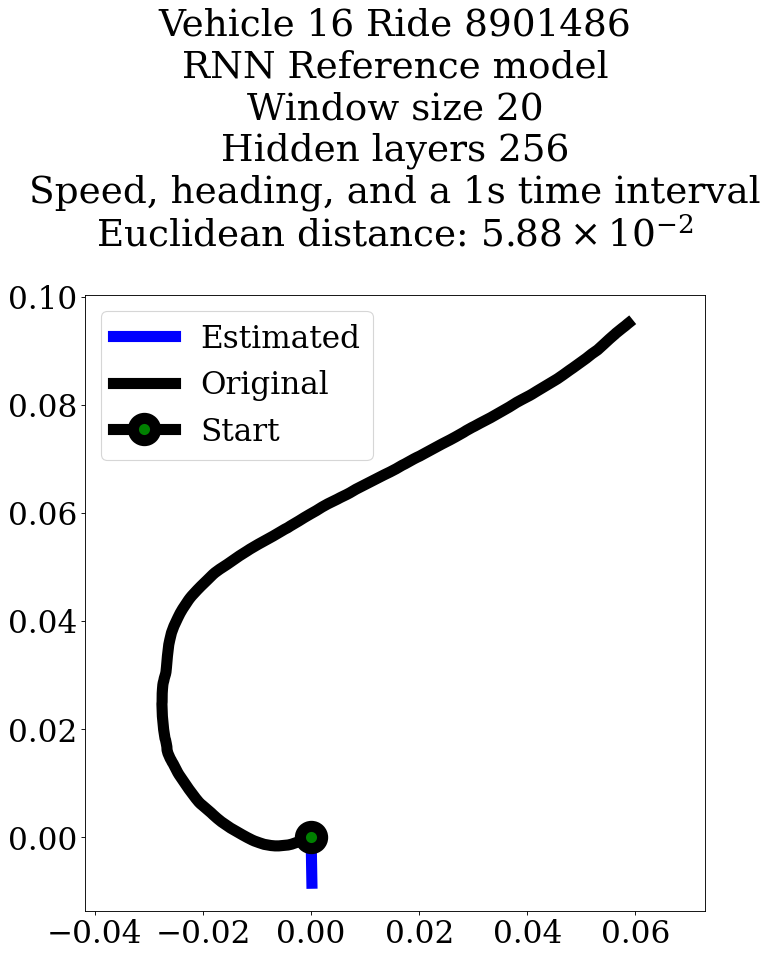 Vehicle 16 Ride 8901486
RNN Reference model
Window size 20
Hidden layers 256
Speed, heading, and a 1s time interval
Euclidean distance: 5.88 × 10⁻²
0.10
0.08
0.06
0.04
0.02
0.00
Estimated
Original
Start
−0.04 −0.02 0.00 0.02 0.04 0.06